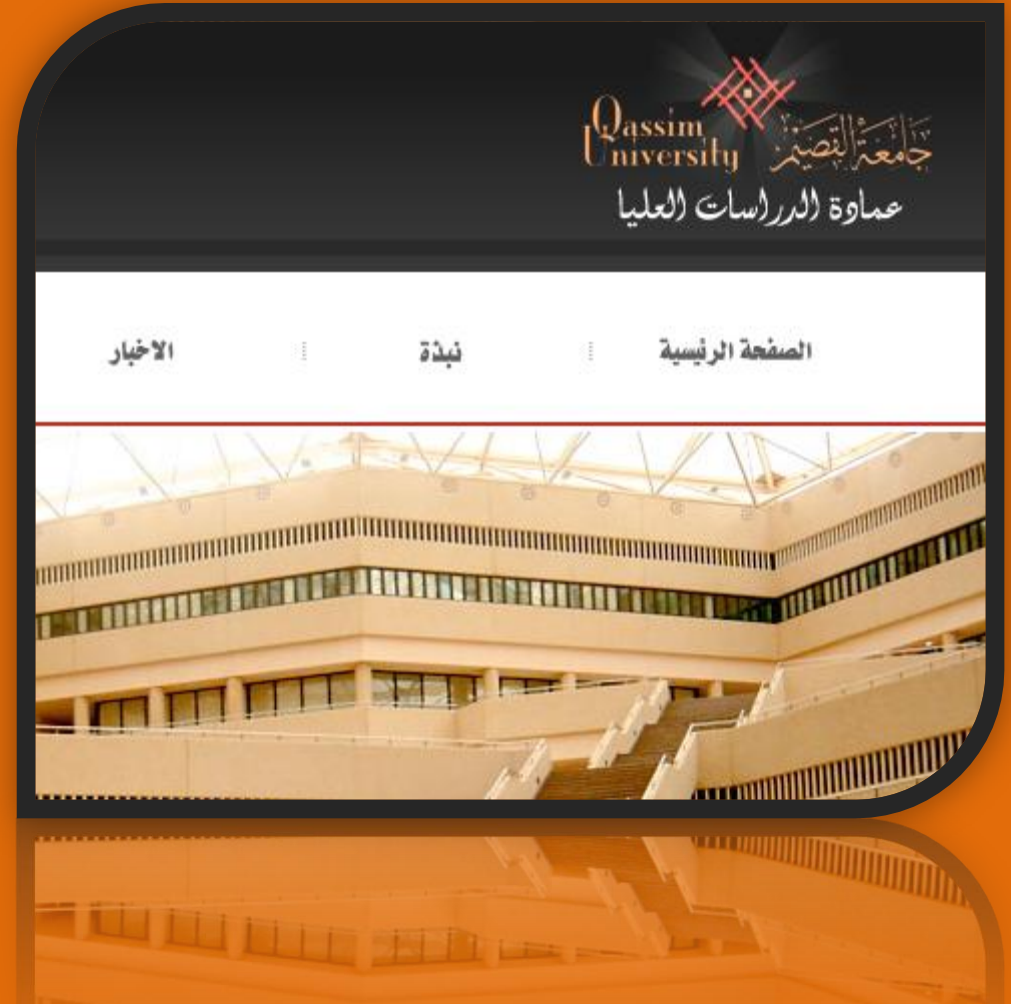 Qassim
University
جامعة القصيم
عمادة الدراسات العليا
الصفحة الرئيسية
نبذة
الاخبار